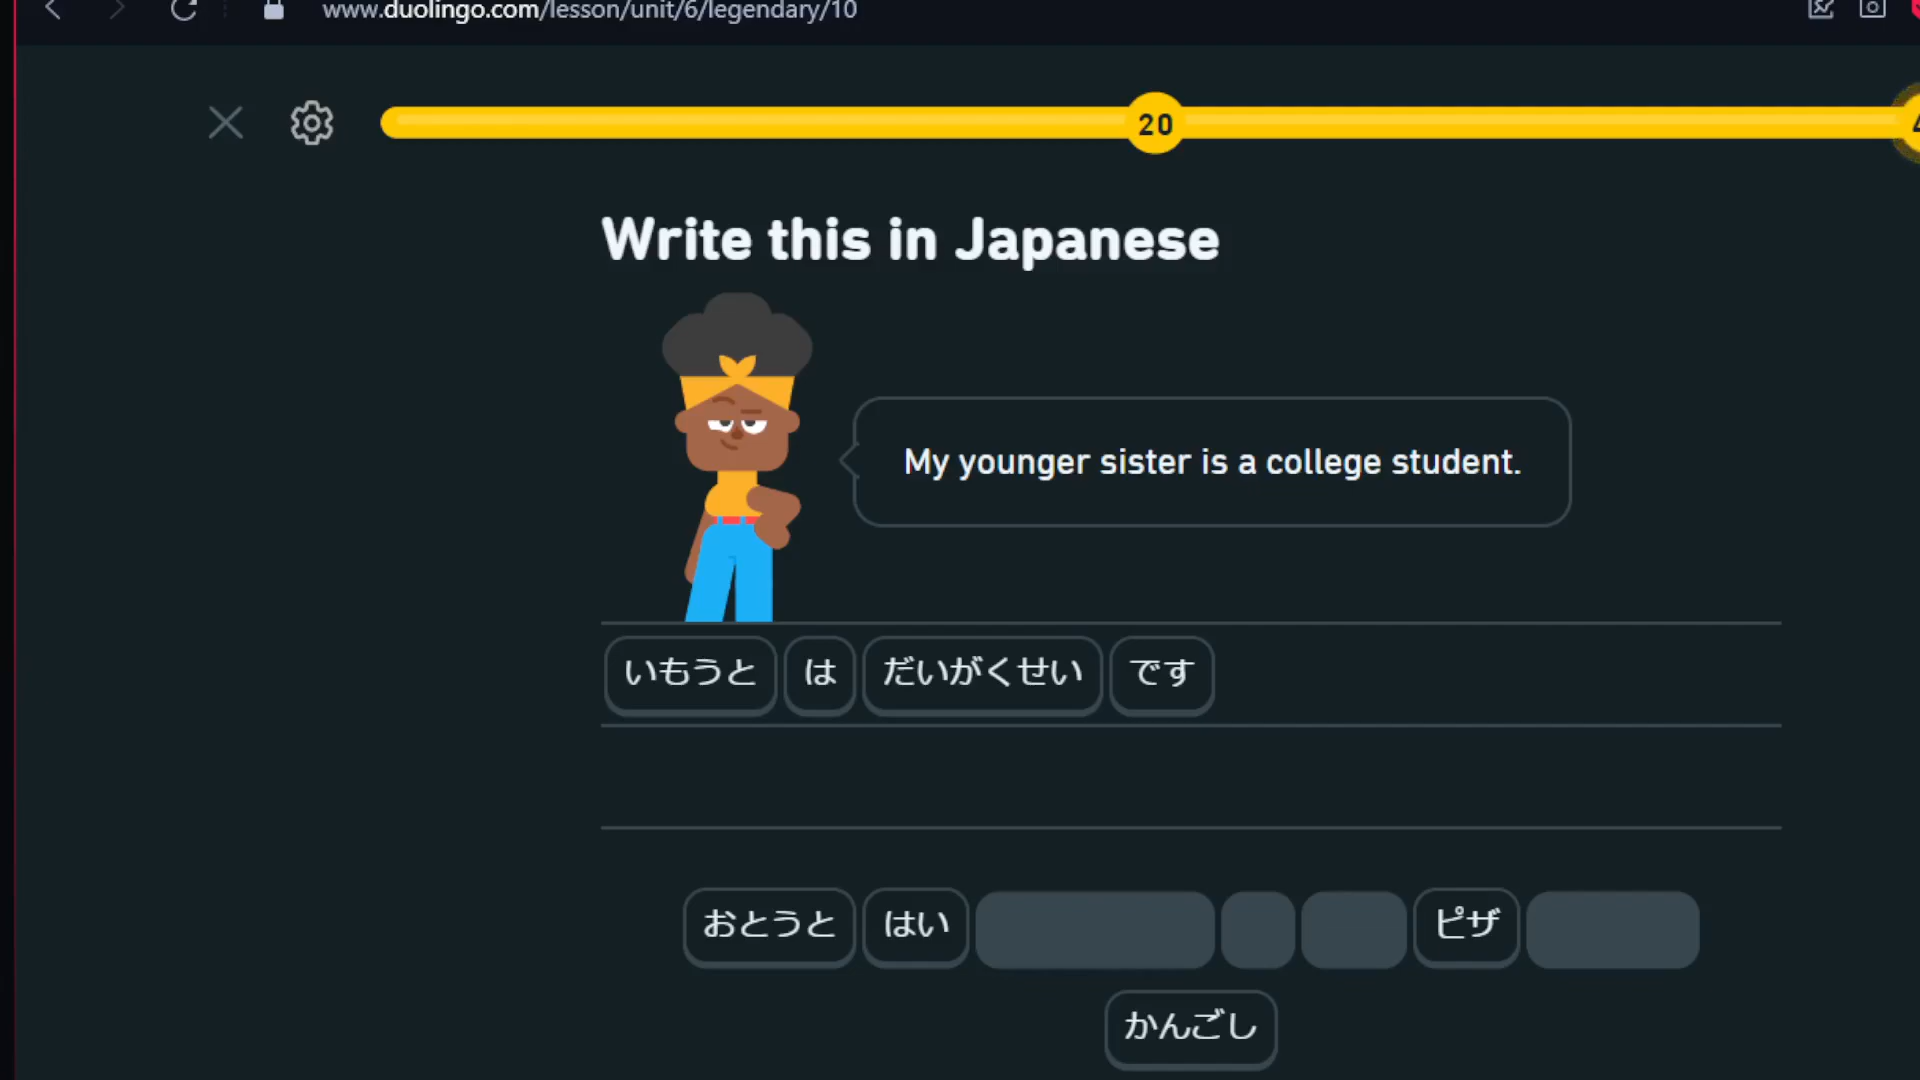 www.duolingo.com/lesson/unit/6/legendary/10
20
Write this in Japanese
My younger sister is a college student.
いもうと は だいがくせい です
おとうと はい ピザ
かんごし